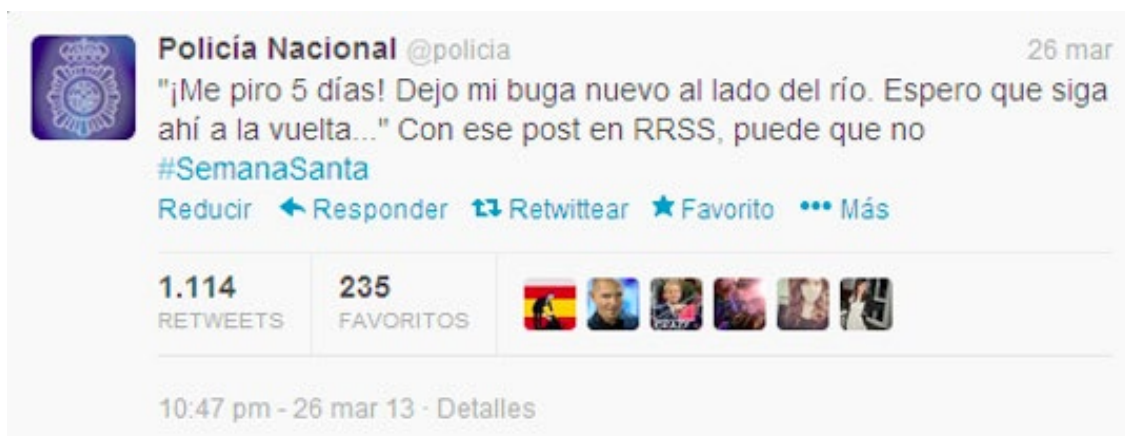 Policía Nacional @policia 26 mar
"¡Me piro 5 días! Dejo mi buga nuevo al lado del río. Espero que siga
ahí a la vuelta..." Con ese post en RRSS, puede que no
#SemanaSanta
Reducir Responder Retwittear Favorito Más
1.114 235
RETWEETS FAVORITOS
10:47 pm - 26 mar 13 · Detalles